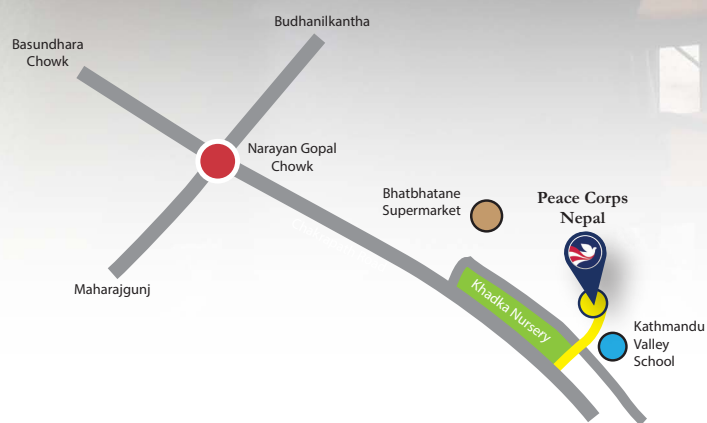 Budhanilkantha
Basundhara
Chowk
Narayan Gopal
Chowk
Bhatbhatane
Supermarket
Peace Corps
Nepal
Maharajgunj
Khadka Nursery
Kathmandu
Valley
School